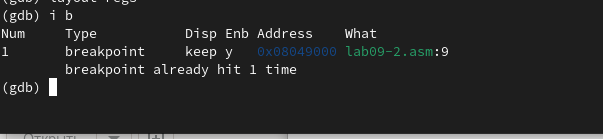 (gdb) layout regs
(gdb) i b
Num     Type           Disp Enb Address    What
1       breakpoint     keep y   0x08049000 lab09-2.asm:9
        breakpoint already hit 1 time
(gdb)